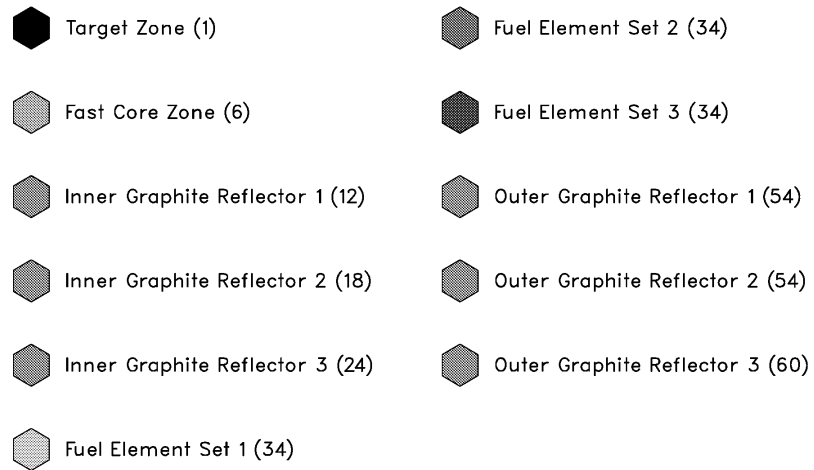 Target Zone (1)
Fast Core Zone (6)
Inner Graphite Reflector 1 (12)
Inner Graphite Reflector 2 (18)
Inner Graphite Reflector 3 (24)
Fuel Element Set 1 (34)
Fuel Element Set 2 (34)
Fuel Element Set 3 (34)
Outer Graphite Reflector 1 (54)
Outer Graphite Reflector 2 (54)
Outer Graphite Reflector 3 (60)